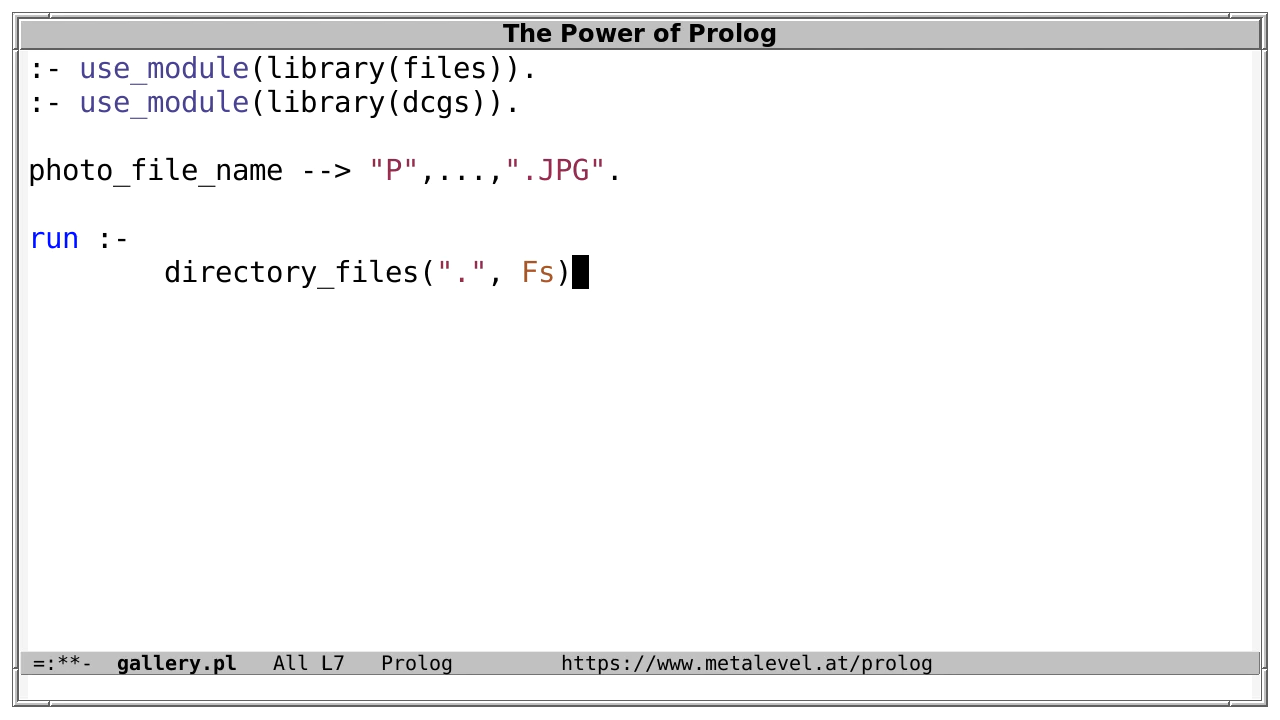 The Power of Prolog
:- use_module(library(files)).
:- use_module(library(dcgs)).
photo_file_name --> "P",...,".JPG".
run :-
directory_files(".", Fs)
=:**- gallery.pl All L7 Prolog https://www.metalevel.at/prolog